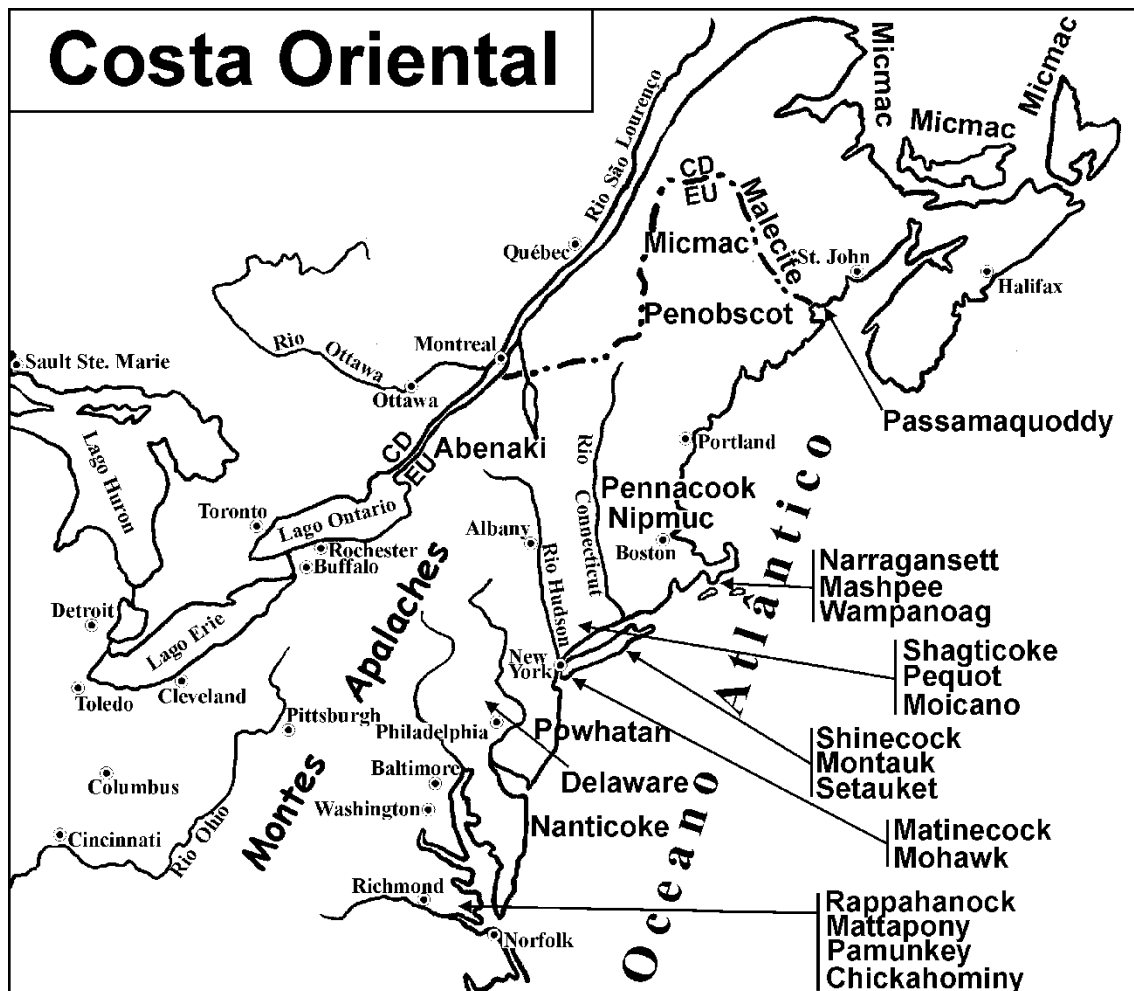 Costa Oriental
Micmac
Micmac
Micmac
Rio São Lourenço
CD
EU
Malecite
Québec
Micmac
St. John
Halifax
Penobscot
Rio Ottawa
Montreal
Sault Ste. Marie
Ottawa
Passamaquoddy
CD
EU
Abenaki
Portland
Lago Huron
Rio Connecticut
Pennacook
Nipmuc
Toronto
Lago Ontario
Albany
Boston
Rochester
Buffalo
Rio Hudson
Narragansett
Mashpee
Wampanoag
Detroit
Lago Erie
Montes Apalaches
Oceano Atlântico
New
York
Shagticoke
Pequot
Moicano
Toledo
Cleveland
Pittsburgh
Philadelphia
Powhatan
Shinecock
Montauk
Setauket
Columbus
Baltimore
Delaware
Washington
Nanticoke
Matinecock
Mohawk
Cincinnati
Rio Ohio
Richmond
Rappahanock
Mattapony
Pamunkey
Chickahominy
Norfolk